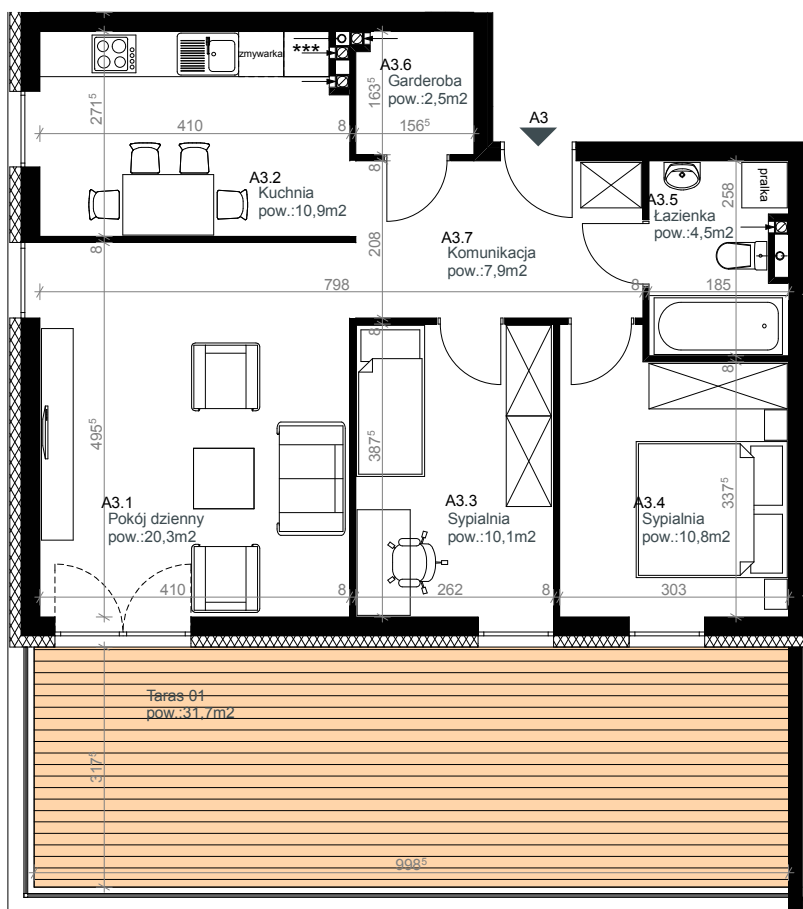 zmywarka
***
A3.6
Garderoba
pow.:2,5m2
271⁵
163⁵
410
8
156⁵
A3
A3.2
Kuchnia
pow.:10,9m2
8
258
pralka
A3.5
Łazienka
pow.:4,5m2
A3.7
Komunikacja
pow.:7,9m2
208
8
798
8
185
8
8
495⁵
387⁵
337⁵
A3.1
Pokój dzienny
pow.:20,3m2
A3.3
Sypialnia
pow.:10,1m2
A3.4
Sypialnia
pow.:10,8m2
410
8
262
8
303
Taras 01
pow.:31,7m2
317⁵
998⁵